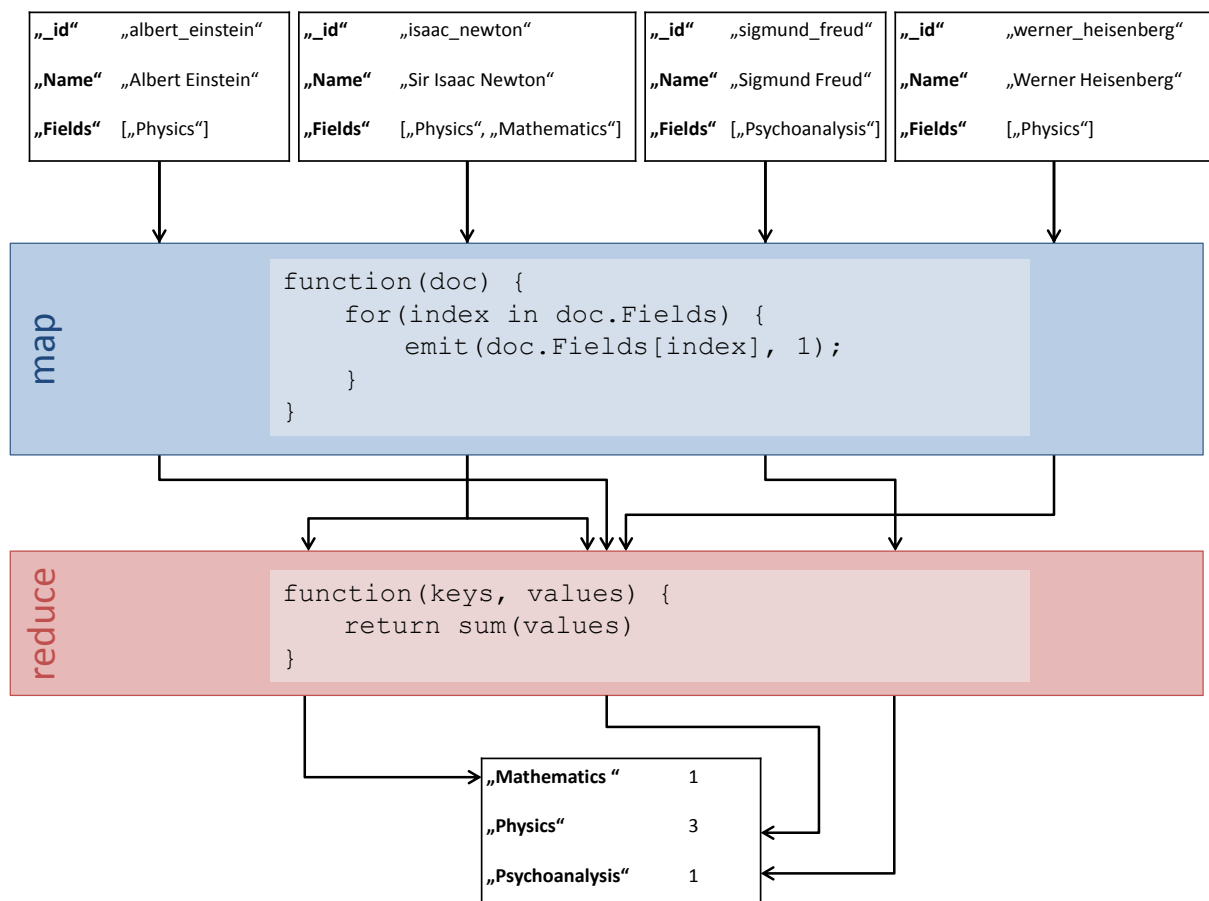 „_id“ „albert_einstein“ „_id“ „isaac_newton“ „_id“ „sigmund_freud“ „_id“ „werner_heisenberg“
„Name“ „Albert Einstein“ „Name“ „Sir Isaac Newton“ „Name“ „Sigmund Freud“ „Name“ „Werner Heisenberg“
„Fields“ [„Physics“] „Fields“ [„Physics“, „Mathematics“] „Fields“ [„Psychoanalysis“] „Fields“ [„Physics“]
map
function(doc) {
    for(index in doc.Fields) {
        emit(doc.Fields[index], 1);
    }
}
reduce
function(keys, values) {
    return sum(values)
}
„Mathematics “ 1
„Physics“ 3
„Psychoanalysis“ 1